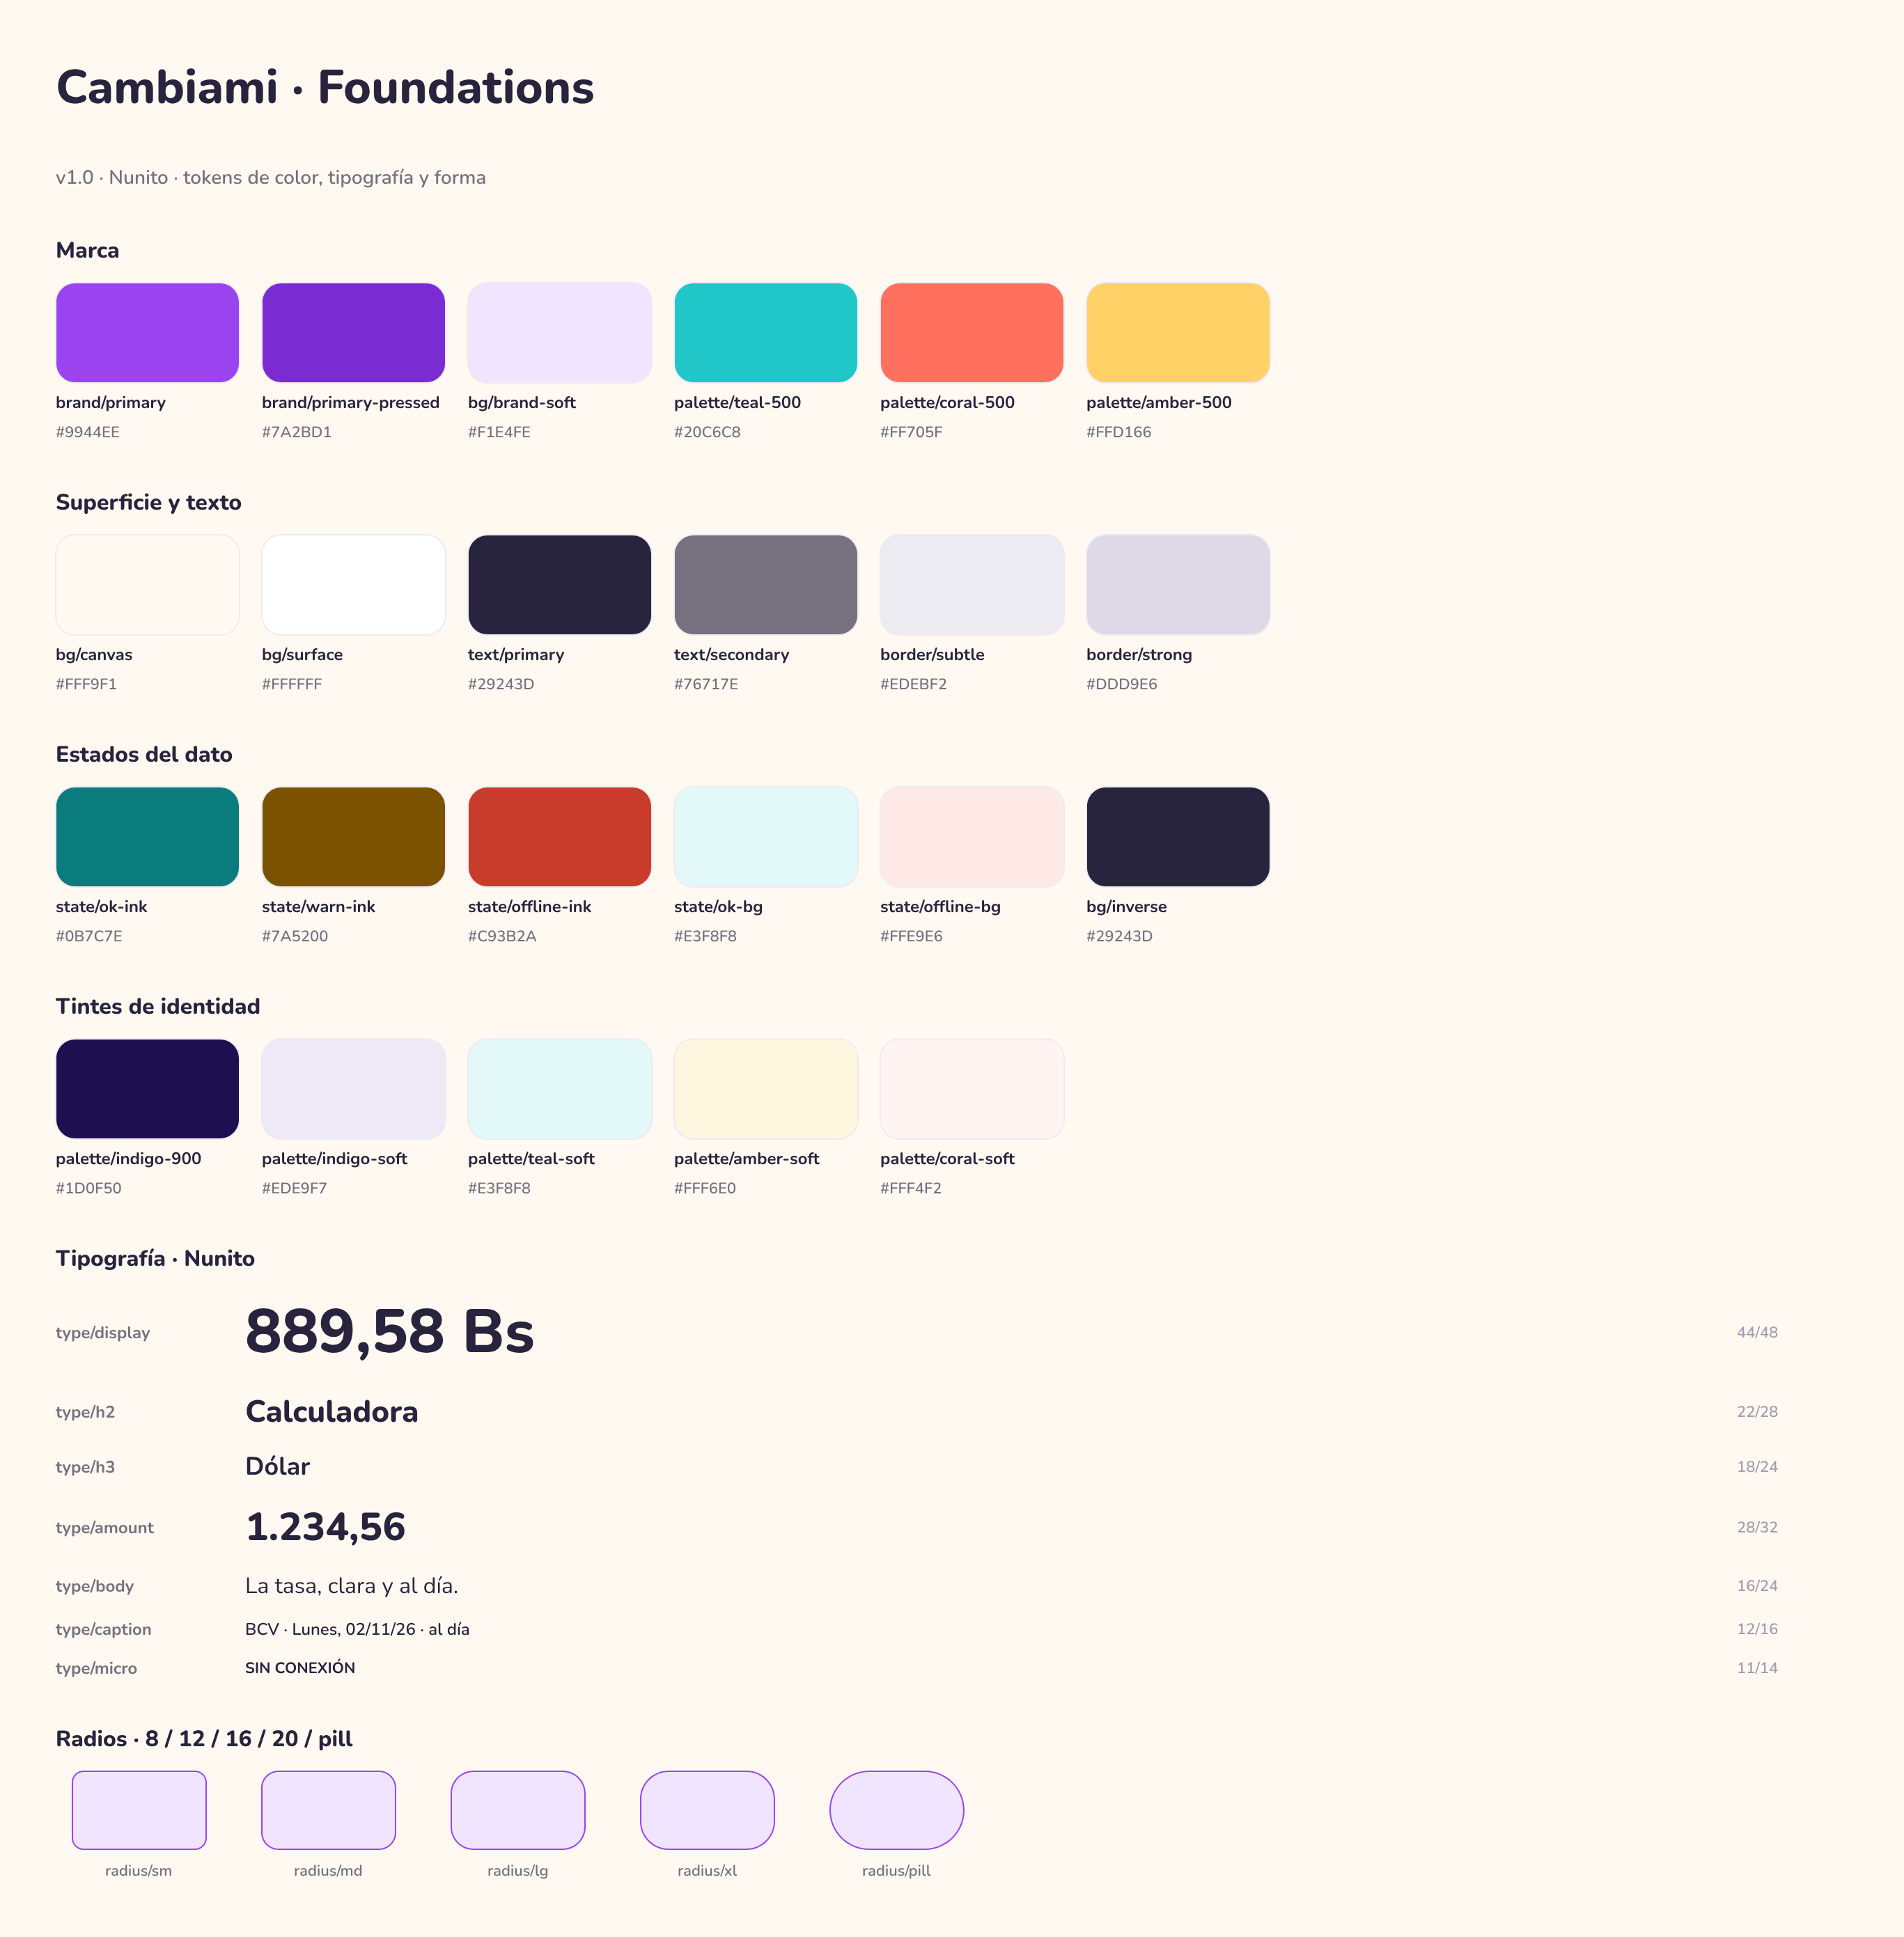 Cambiami · Foundations
v1.0 · Nunito · tokens de color, tipografía y forma
Marca
brand/primary
#9944EE
brand/primary-pressed
#7A2BD1
bg/brand-soft
#F1E4FE
palette/teal-500
#20C6C8
palette/coral-500
#FF705F
palette/amber-500
#FFD166
Superficie y texto
bg/canvas
#FFF9F1
bg/surface
#FFFFFF
text/primary
#29243D
text/secondary
#76717E
border/subtle
#EDEBF2
border/strong
#DDD9E6
Estados del dato
state/ok-ink
#0B7C7E
state/warn-ink
#7A5200
state/offline-ink
#C93B2A
state/ok-bg
#E3F8F8
state/offline-bg
#FFE9E6
bg/inverse
#29243D
Tintes de identidad
palette/indigo-900
#1D0F50
palette/indigo-soft
#EDE9F7
palette/teal-soft
#E3F8F8
palette/amber-soft
#FFF6E0
palette/coral-soft
#FFF4F2
Tipografía · Nunito
type/display 889,58 Bs 44/48
type/h2 Calculadora 22/28
type/h3 Dólar 18/24
type/amount 1.234,56 28/32
type/body La tasa, clara y al día. 16/24
type/caption BCV · Lunes, 02/11/26 · al día 12/16
type/micro SIN CONEXIÓN 11/14
Radios · 8 / 12 / 16 / 20 / pill
radius/sm
radius/md
radius/lg
radius/xl
radius/pill